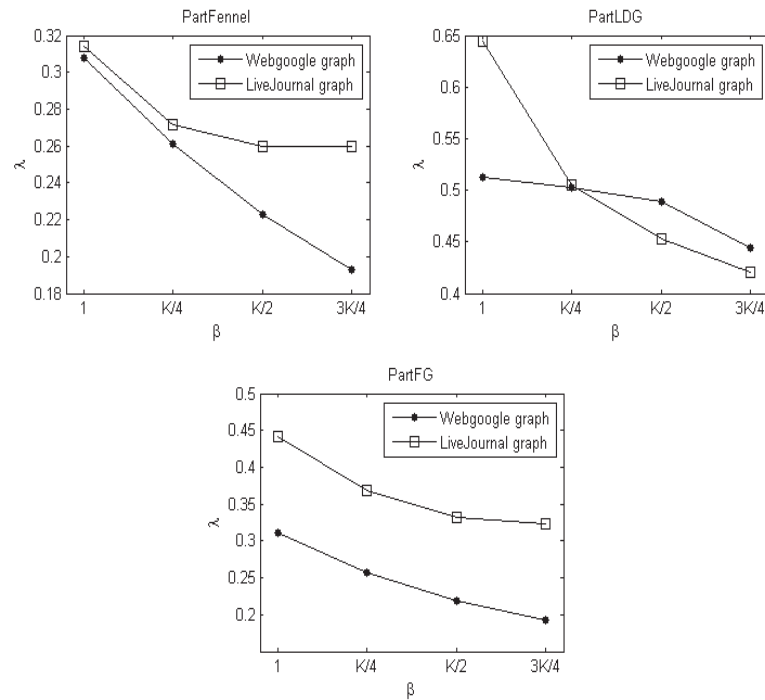 PartFennel
0.32
0.3
0.28
0.26
0.24
0.22
0.2
0.18
λ
1
K/4
K/2
3K/4
β
Webgoogle graph
LiveJournal graph
PartLDG
0.65
0.6
0.55
0.5
0.45
0.4
λ
1
K/4
K/2
3K/4
β
Webgoogle graph
LiveJournal graph
PartFG
0.5
0.45
0.4
0.35
0.3
0.25
0.2
λ
1
K/4
K/2
3K/4
β
Webgoogle graph
LiveJournal graph